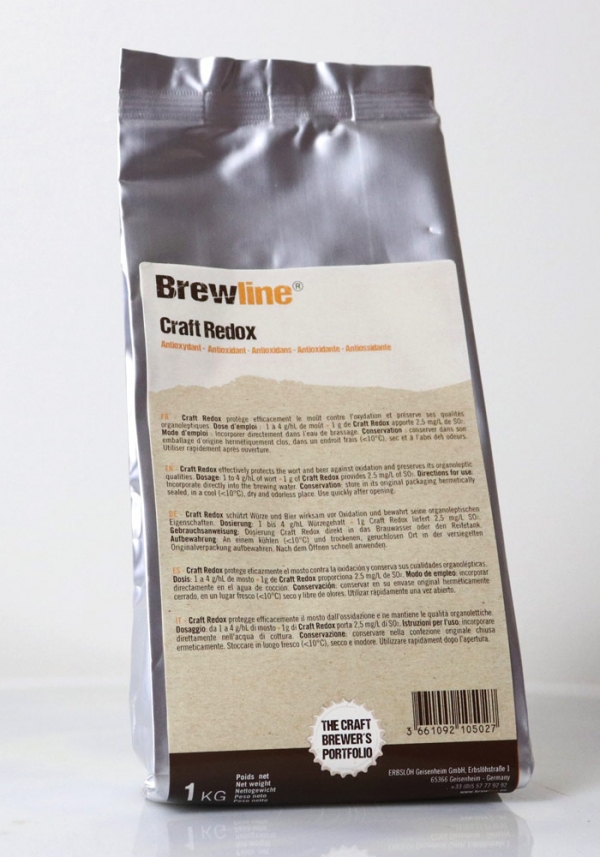 Brewline®
Craft Redox
Antioxydant - Antioxidant - Antioxidans - Antioxidante - Antiossidante
FR - Craft Redox protège efficacement le moût contre l'oxydation et préserve ses qualités
organoleptiques. Dose d'emploi : 1 à 4 g/hL de moût - 1 g de Craft Redox apporte 2,5 mg/L de SO₂.
Mode d'emploi : Incorporer directement dans l'eau de brassage. Conservation : conserver dans son
emballage d'origine hermétiquement clos, dans un endroit frais (<10°C), sec et à l'abri des odeurs.
Utiliser rapidement après ouverture.
EN - Craft Redox effectively protects the wort and beer against oxidation and preserves its organoleptic
qualities. Dosage: 1 to 4 g/hL of wort - 1 g of Craft Redox provides 2.5 mg/L of SO₂. Directions for use:
Incorporate directly into the brewing water. Conservation: store in its original packaging hermetically
sealed, in a cool (<10°C), dry and odorless place. Use quickly after opening.
DE - Craft Redox schützt Würze und Bier wirksam vor Oxidation und bewahrt seine organoleptischen
Eigenschaften. Dosierung: 1 bis 4 g/hL Würzegehalt - 1g Craft Redox liefert 2,5 mg/L SO₂.
Gebrauchsanweisung: Dosierung Craft Redox direkt in das Brauwasser oder den Reifetank.
Aufbewahrung: An einem kühlen (<10°C) und trockenen, geruchlosen Ort in der versiegelten
Originalverpackung aufbewahren. Nach dem Öffnen schnell anwenden.
ES - Craft Redox protege eficazmente el mosto contra la oxidación y conserva sus cualidades organolépticas.
Dosis: 1 a 4 g/hL de mosto - 1g de Craft Redox proporciona 2,5 mg/L de SO₂. Modo de empleo: incorporar
directamente en el agua de cocción. Conservación: conservar en su envase original herméticamente
cerrado, en un lugar fresco (<10°C) seco y libre de olores. Utilizar rápidamente una vez abierto.
IT - Craft Redox protegge efficacemente il mosto dall'ossidazione e ne mantiene le qualità organolettiche.
Dosaggio: da 1 a 4 g/hL di mosto - 1g di Craft Redox porta 2,5 mg/L di SO₂. Istruzioni per l'uso: incorporare
direttamente nell'acqua di cottura. Conservazione: conservare nella confezione originale chiusa
ermeticamente. Stoccare in luogo fresco (<10°C), secco e inodore. Utilizzare rapidamente dopo l'apertura.
3 661092 105027
THE CRAFT
BREWER'S
PORTFOLIO
ERBSLÖH Geisenheim GmbH, Erbslöhstraße 1
65366 Geisenheim - Germany
+33 (0)5 57 77 92 92
1 KG
Poids net
Net weight
Nettogewicht
Peso neto
Peso netto